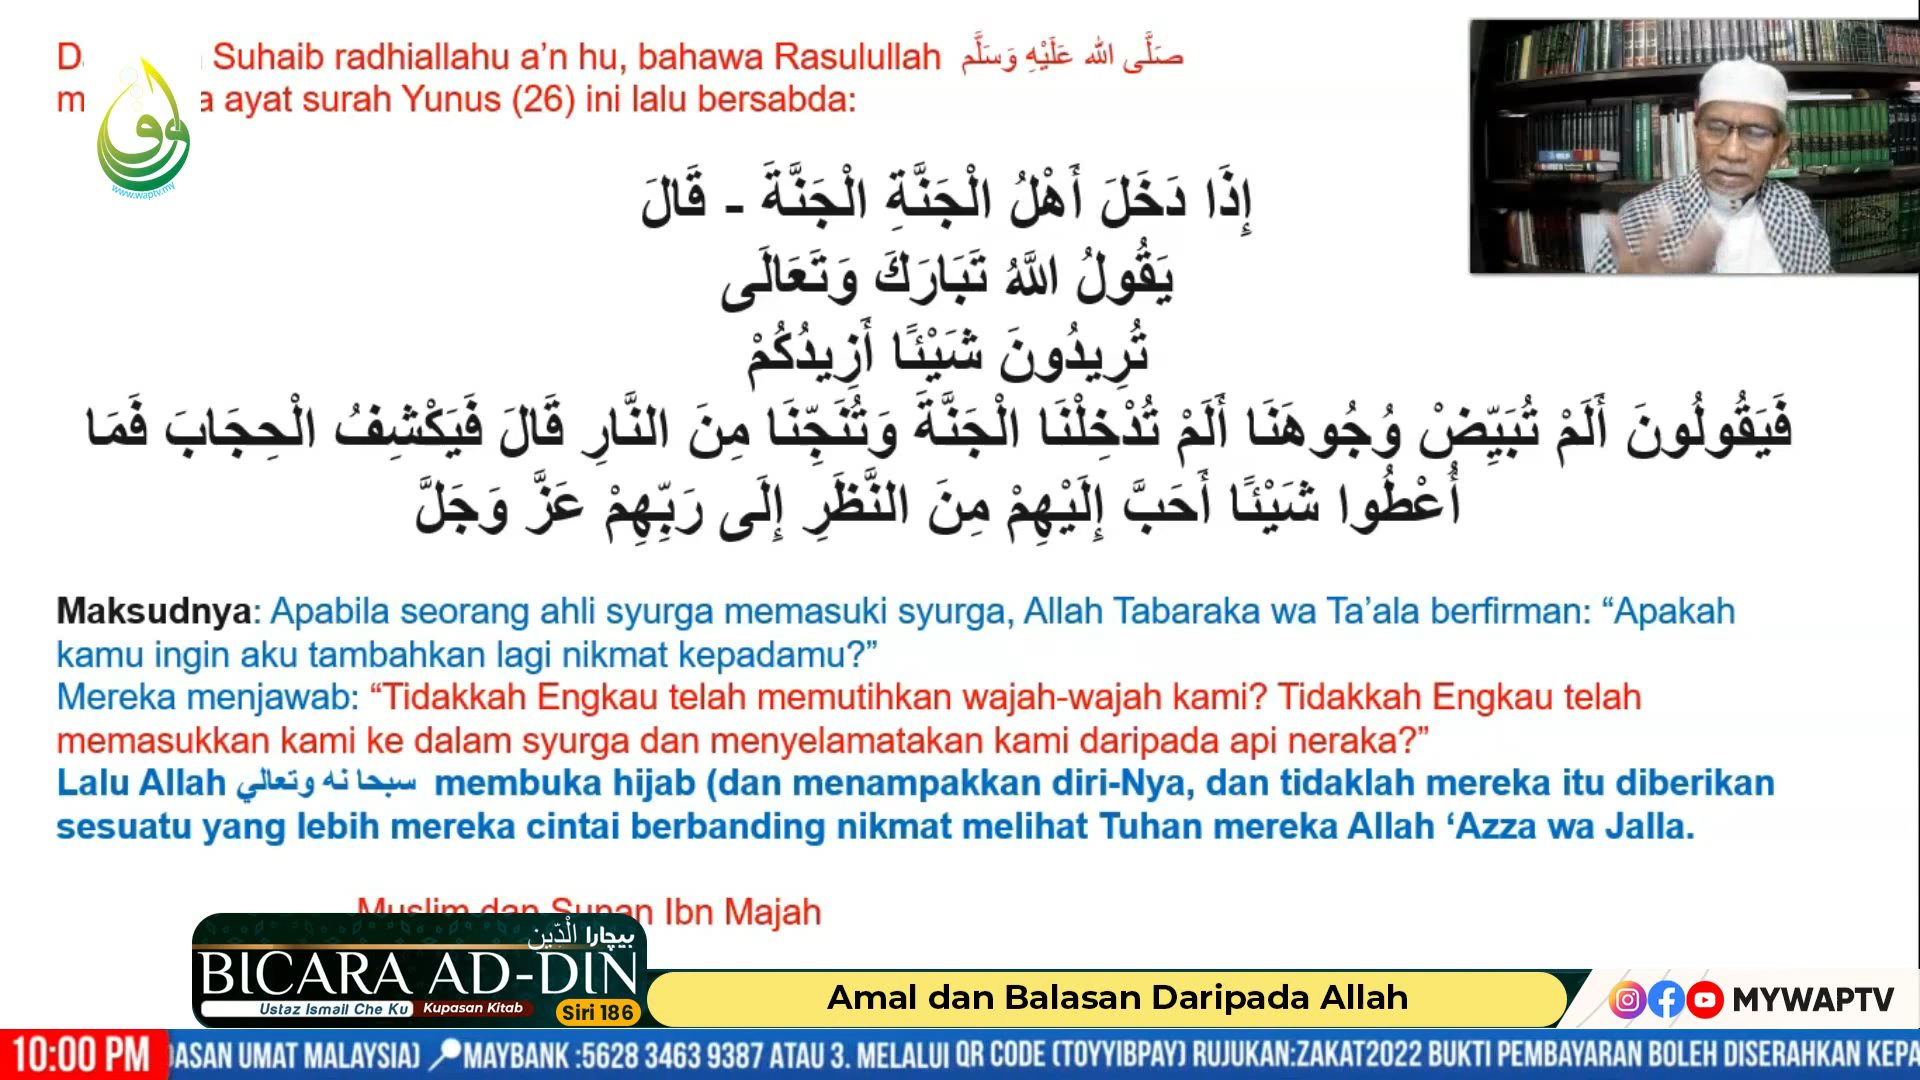 Suhaib radhiallahu a’n hu, bahawa Rasulullah صَلَّى الله عَلَيْهِ وَسَلَّم
ayat surah Yunus (26) ini lalu bersabda:
www.waptv.my
إِذَا دَخَلَ أَهْلُ الْجَنَّةِ الْجَنَّةَ - قَالَ
يَقُولُ اللَّهُ تَبَارَكَ وَتَعَالَى
تُرِيدُونَ شَيْئًا أَزِيدُكُمْ
فَيَقُولُونَ أَلَمْ تُبَيِّضْ وُجُوهَنَا أَلَمْ تُدْخِلْنَا الْجَنَّةَ وَتُنَجِّنَا مِنَ النَّارِ قَالَ فَيَكْشِفُ الْحِجَابَ فَمَا
أُعْطُوا شَيْئًا أَحَبَّ إِلَيْهِمْ مِنَ النَّظَرِ إِلَى رَبِّهِمْ عَزَّ وَجَلَّ
Maksudnya: Apabila seorang ahli syurga memasuki syurga, Allah Tabaraka wa Ta’ala berfirman: “Apakah
kamu ingin aku tambahkan lagi nikmat kepadamu?”
Mereka menjawab: “Tidakkah Engkau telah memutihkan wajah-wajah kami? Tidakkah Engkau telah
memasukkan kami ke dalam syurga dan menyelamatakan kami daripada api neraka?”
Lalu Allah سبحا نه وتعالي membuka hijab (dan menampakkan diri-Nya, dan tidaklah mereka itu diberikan
sesuatu yang lebih mereka cintai berbanding nikmat melihat Tuhan mereka Allah ‘Azza wa Jalla.
Muslim dan Sunan Ibn Majah
بيچارا الْدِّين
BICARA AD-DIN
Ustaz Ismail Che Ku Kupasan Kitab
Siri 186
Amal dan Balasan Daripada Allah
MYWAPTV
10:00 PM DASAN UMAT MALAYSIA) MAYBANK :5628 3463 9387 ATAU 3. MELALUI QR CODE (TOYYIBPAY) RUJUKAN:ZAKAT2022 BUKTI PEMBAYARAN BOLEH DISERAHKAN KEPA